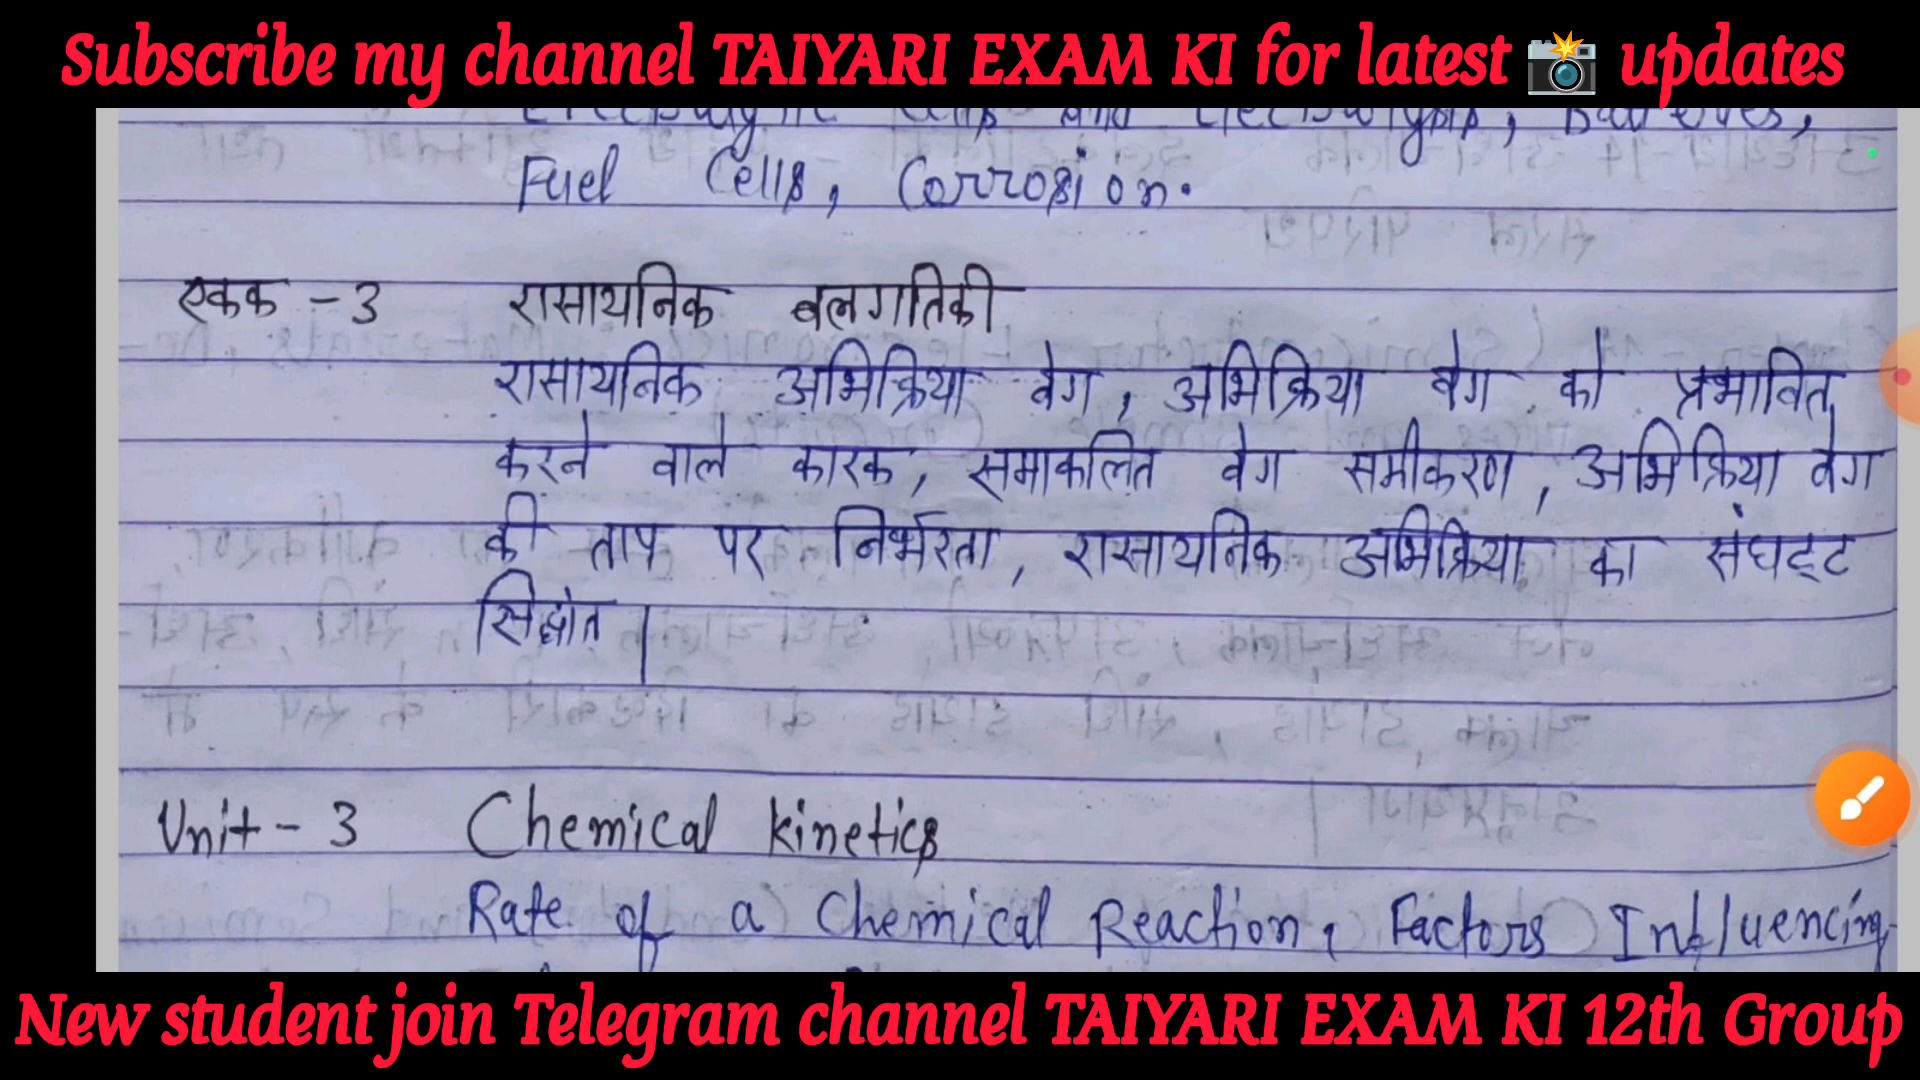 Subscribe my channel TAIYARI EXAM KI for latest 📸 updates
Fuel Cells, Corrosion.
एकक - 3 रासायनिक बलगतिकी
रासायनिक अभिक्रिया वेग, अभिक्रिया वेग को प्रभावित
करने वाले कारक, समाकलित वेग समीकरण, अभिक्रिया वेग
की ताप पर निर्भरता, रासायनिक अभिक्रिया का संघट्ट
सिद्धांत |
Unit - 3 Chemical kinetics
Rate of a Chemical Reaction, Factors Influencing
New student join Telegram channel TAIYARI EXAM KI 12th Group